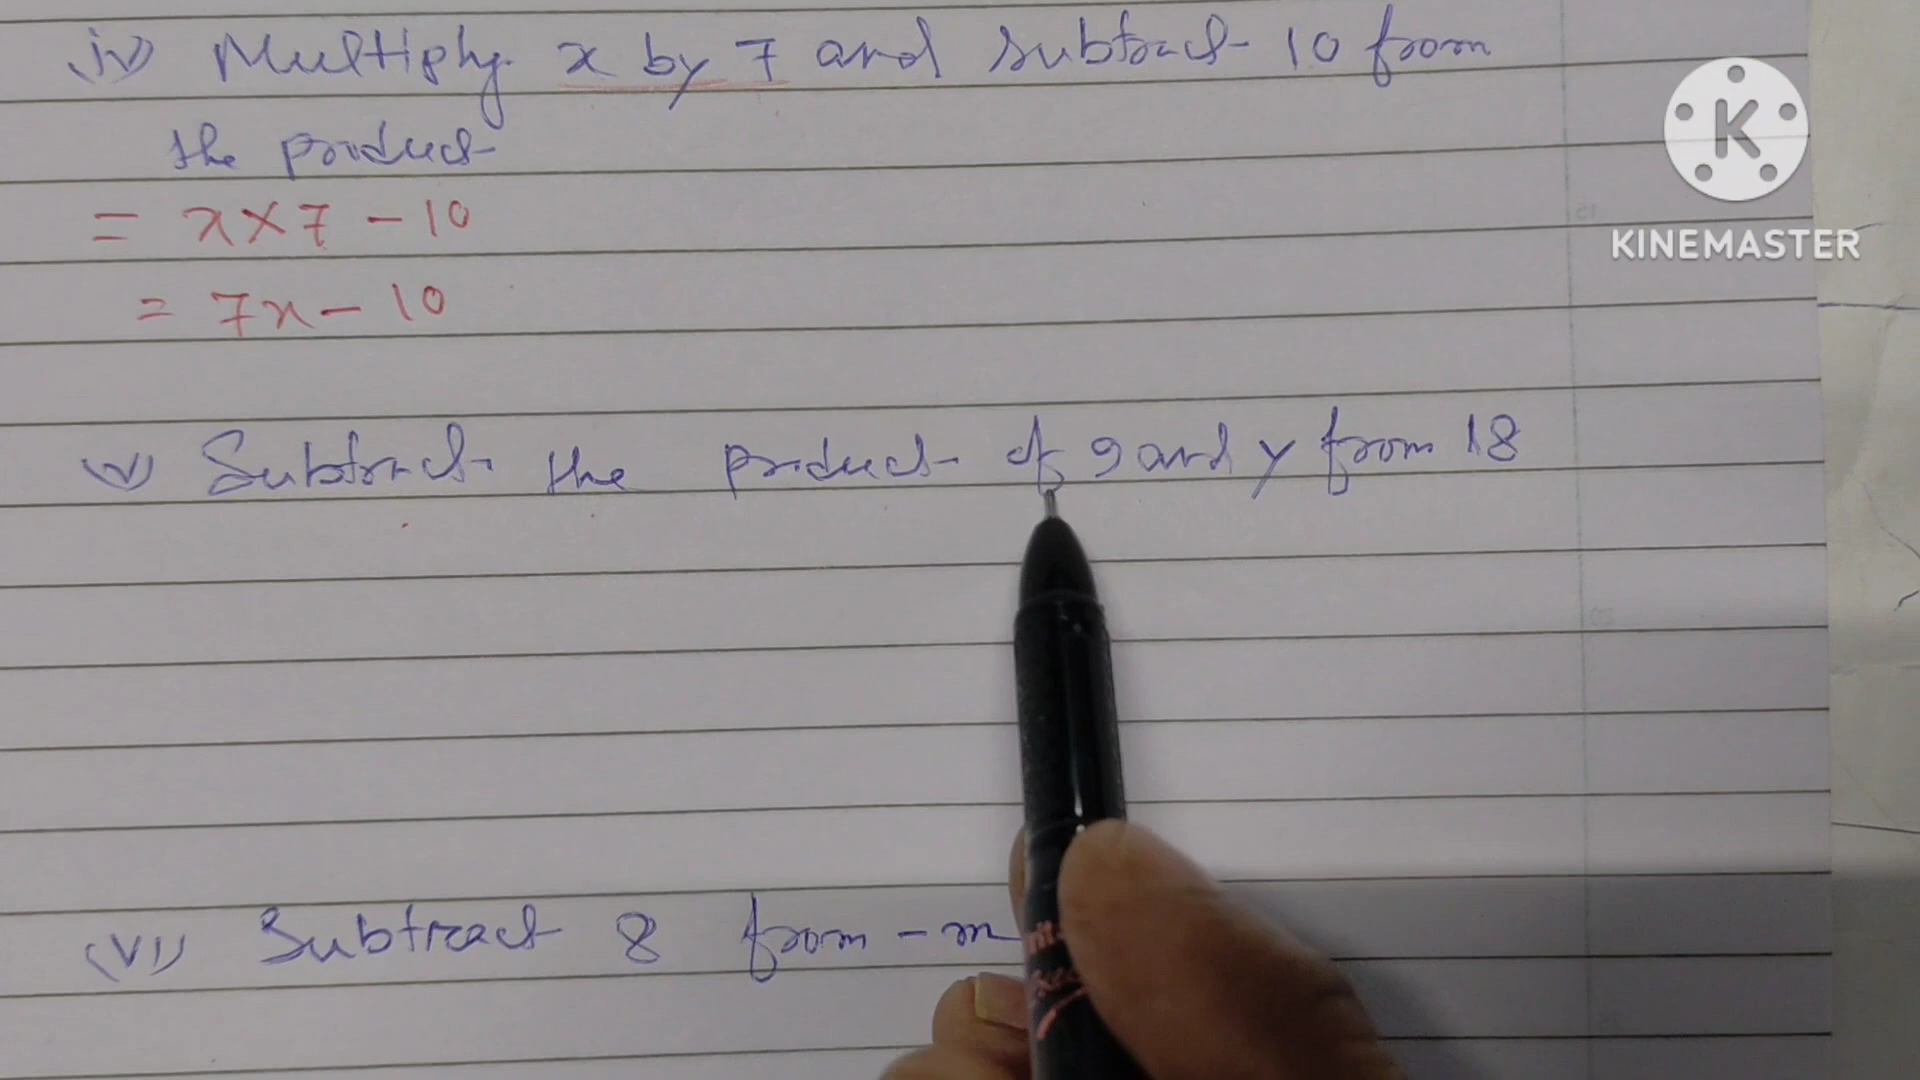 iv) Multiply x by 7 and subtract 10 from
the product
= x × 7 - 10
= 7x - 10
(v) Subtract the product of 9 and y from 18
(VI) Subtract 8 from - m
K
KINEMASTER